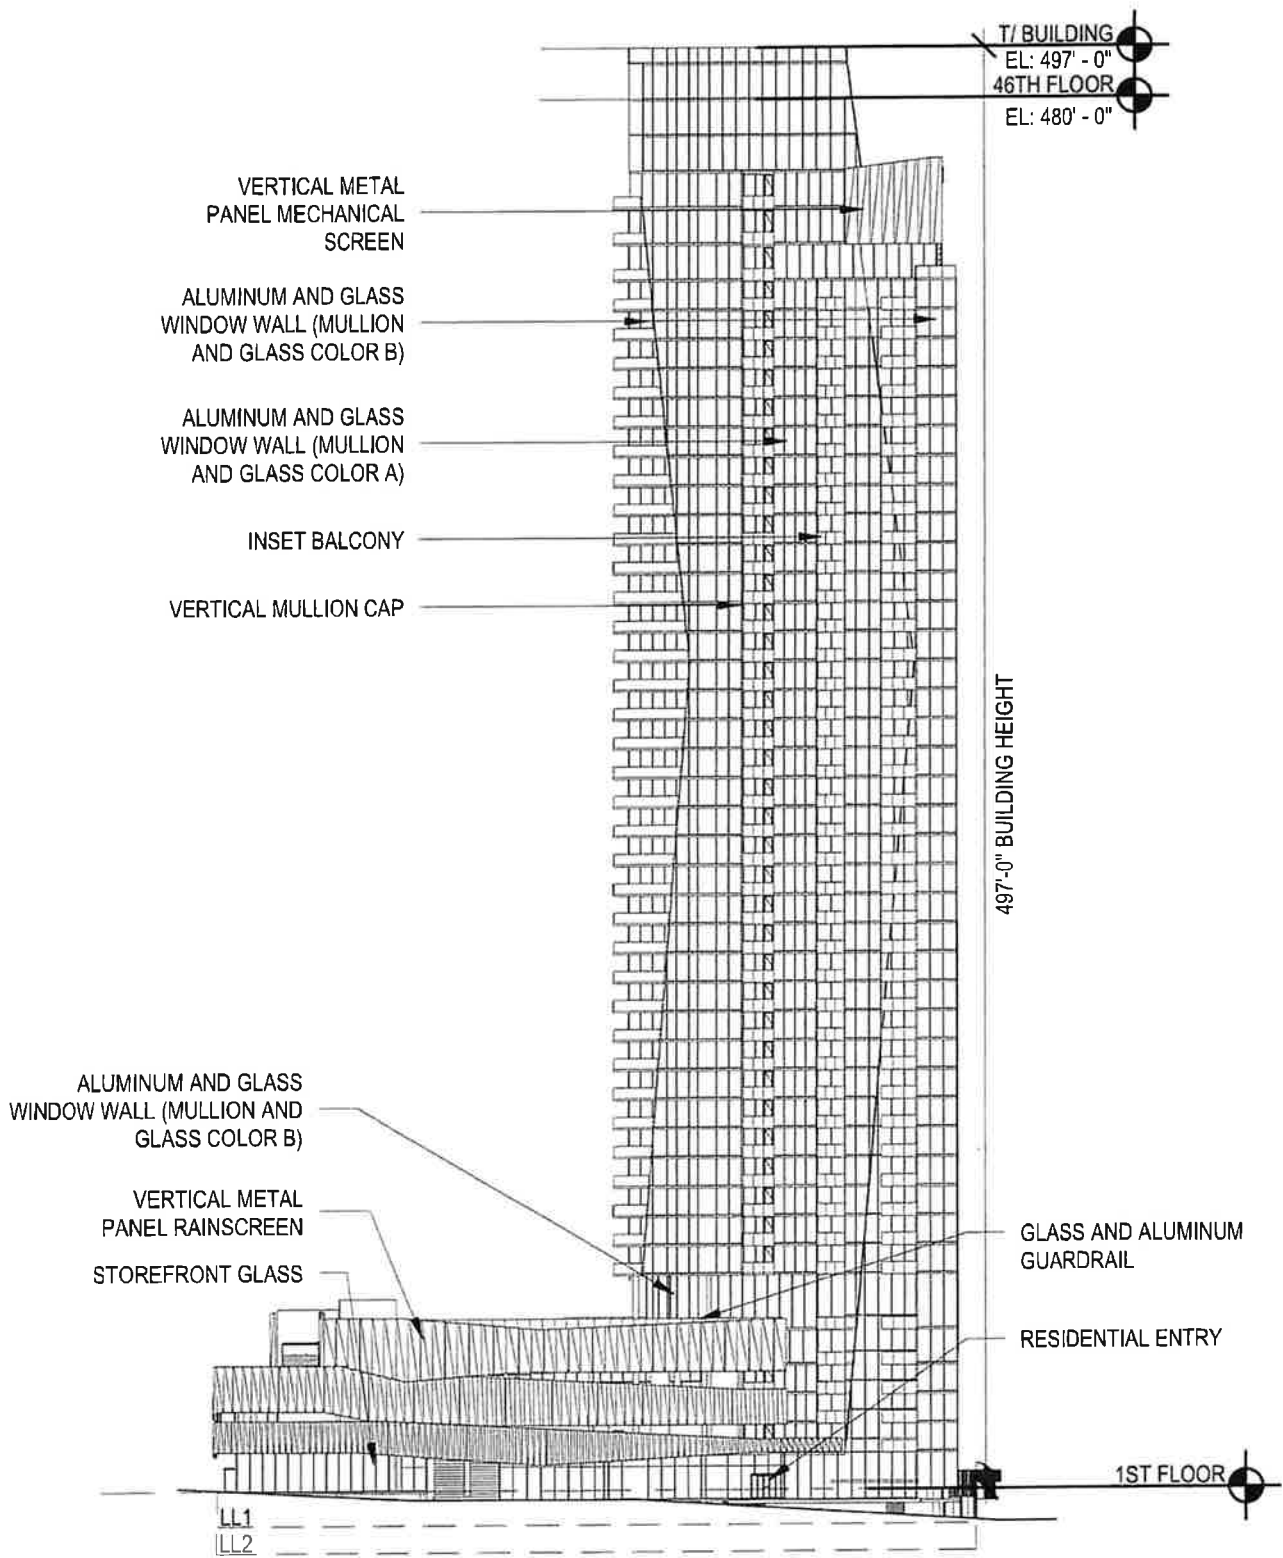 T/ BUILDING
EL: 497' - 0"
46TH FLOOR
EL: 480' - 0"
VERTICAL METAL
PANEL MECHANICAL
SCREEN
ALUMINUM AND GLASS
WINDOW WALL (MULLION
AND GLASS COLOR B)
ALUMINUM AND GLASS
WINDOW WALL (MULLION
AND GLASS COLOR A)
INSET BALCONY
VERTICAL MULLION CAP
497'-0" BUILDING HEIGHT
ALUMINUM AND GLASS
WINDOW WALL (MULLION AND
GLASS COLOR B)
VERTICAL METAL
PANEL RAINSCREEN
STOREFRONT GLASS
GLASS AND ALUMINUM
GUARDRAIL
RESIDENTIAL ENTRY
1ST FLOOR
LL1
LL2